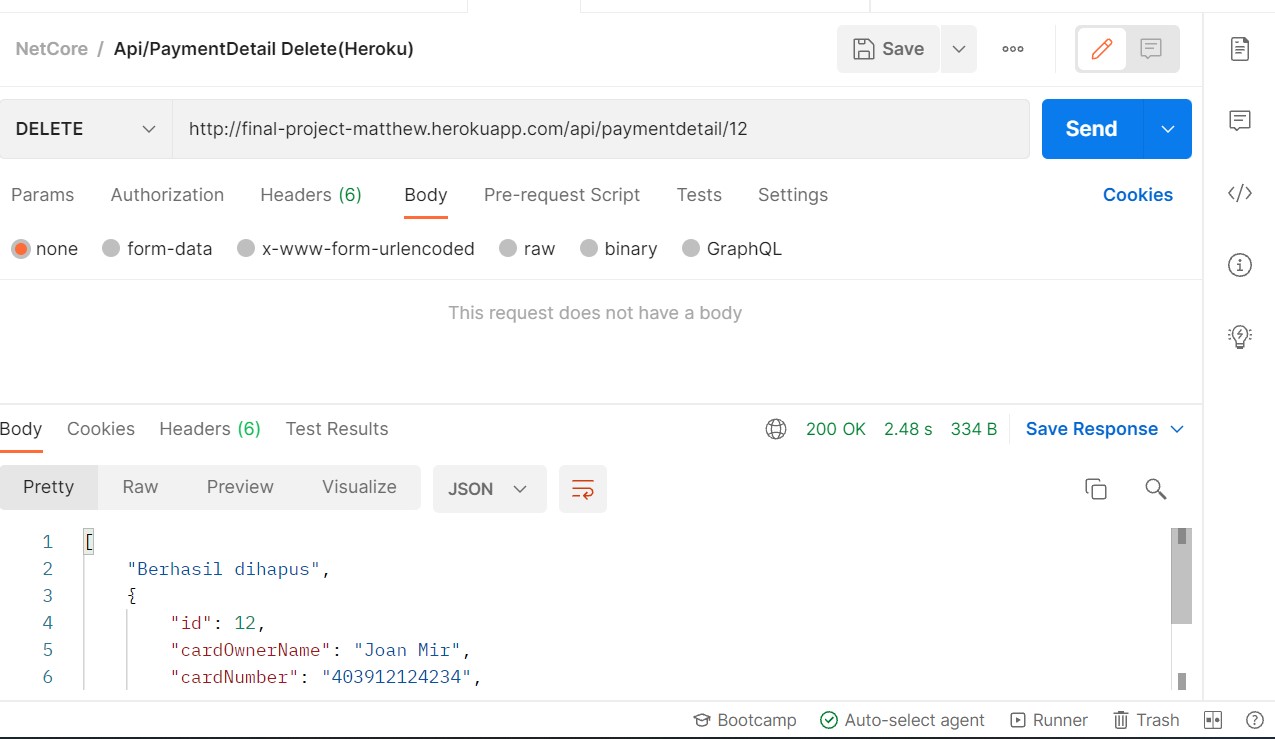 NetCore / Api/PaymentDetail Delete(Heroku)
Save
DELETE
http://final-project-matthew.herokuapp.com/api/paymentdetail/12
Send
Params Authorization Headers (6) Body Pre-request Script Tests Settings Cookies
none form-data x-www-form-urlencoded raw binary GraphQL
This request does not have a body
Body Cookies Headers (6) Test Results 200 OK 2.48 s 334 B Save Response
Pretty Raw Preview Visualize JSON
1 [
2 "Berhasil dihapus",
3 {
4 "id": 12,
5 "cardOwnerName": "Joan Mir",
6 "cardNumber": "403912124234",
Bootcamp Auto-select agent Runner Trash